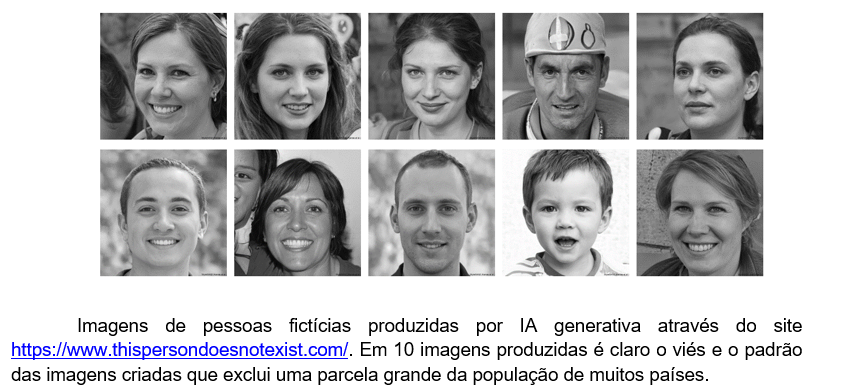 Imagens de pessoas fictícias produzidas por IA generativa através do site
https://www.thispersondoesnotexist.com/. Em 10 imagens produzidas é claro o viés e o padrão
das imagens criadas que exclui uma parcela grande da população de muitos países.